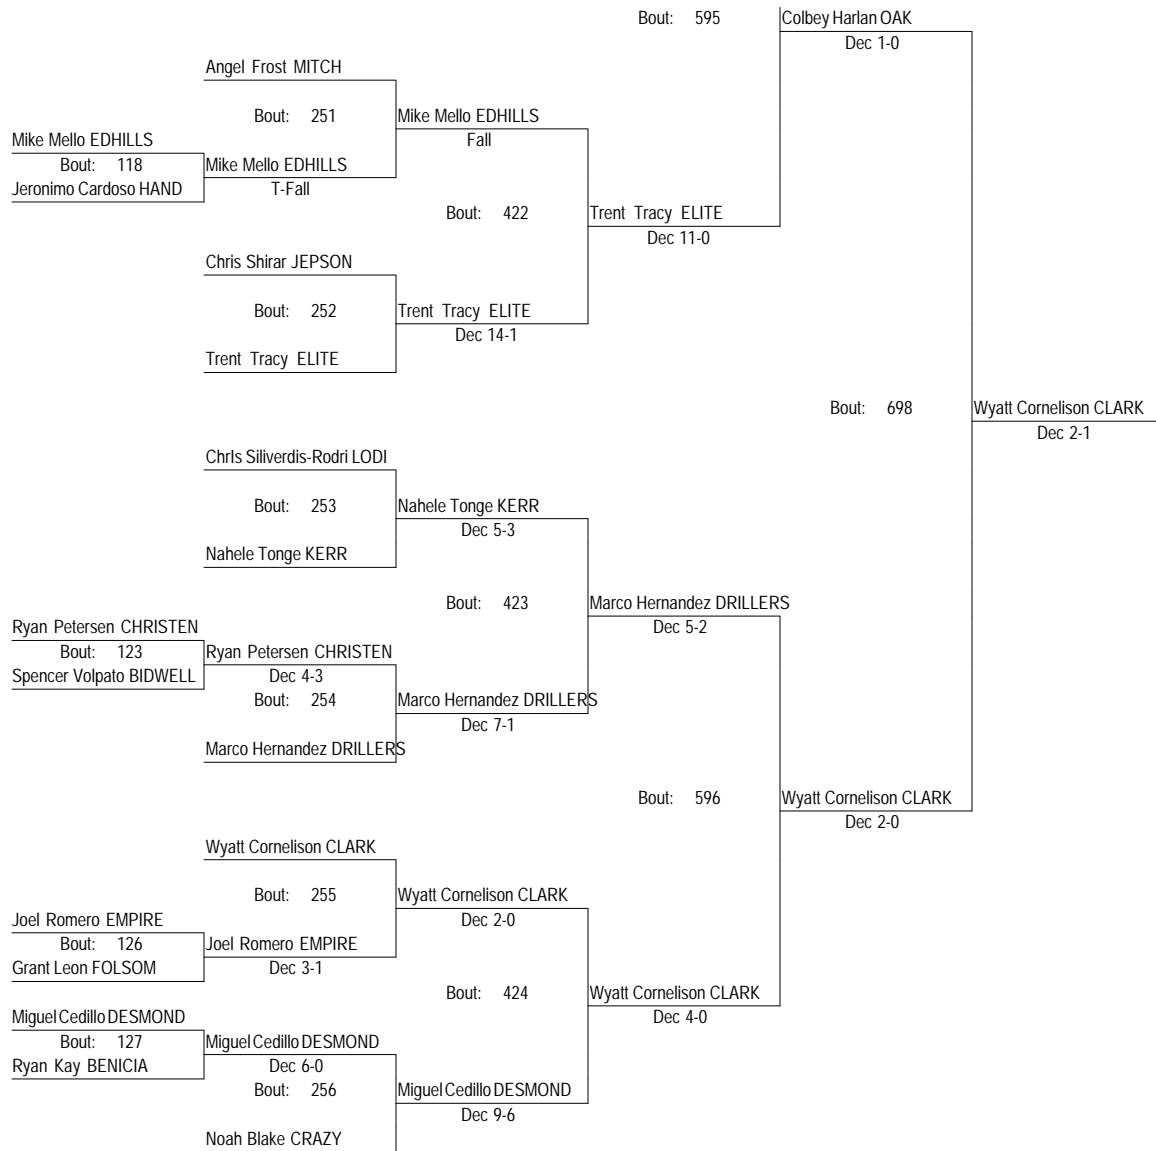 Bout: 595 Colbey Harlan OAK
Dec 1-0
Angel Frost MITCH
Bout: 251 Mike Mello EDHILLS
Mike Mello EDHILLS Fall
Bout: 118 Mike Mello EDHILLS
Jeronimo Cardoso HAND T-Fall
Bout: 422 Trent Tracy ELITE
Dec 11-0
Chris Shirar JEPSON
Bout: 252 Trent Tracy ELITE
Dec 14-1
Trent Tracy ELITE
Bout: 698 Wyatt Cornelison CLARK
Dec 2-1
ChrIs Siliverdis-Rodri LODI
Bout: 253 Nahele Tonge KERR
Dec 5-3
Nahele Tonge KERR
Bout: 423 Marco Hernandez DRILLERS
Ryan Petersen CHRISTEN Dec 5-2
Bout: 123 Ryan Petersen CHRISTEN
Spencer Volpato BIDWELL Dec 4-3
Bout: 254 Marco Hernandez DRILLERS
Dec 7-1
Marco Hernandez DRILLERS
Bout: 596 Wyatt Cornelison CLARK
Dec 2-0
Wyatt Cornelison CLARK
Bout: 255 Wyatt Cornelison CLARK
Joel Romero EMPIRE Dec 2-0
Bout: 126 Joel Romero EMPIRE
Grant Leon FOLSOM Dec 3-1
Bout: 424 Wyatt Cornelison CLARK
Miguel Cedillo DESMOND Dec 4-0
Bout: 127 Miguel Cedillo DESMOND
Ryan Kay BENICIA Dec 6-0
Bout: 256 Miguel Cedillo DESMOND
Dec 9-6
Noah Blake CRAZY